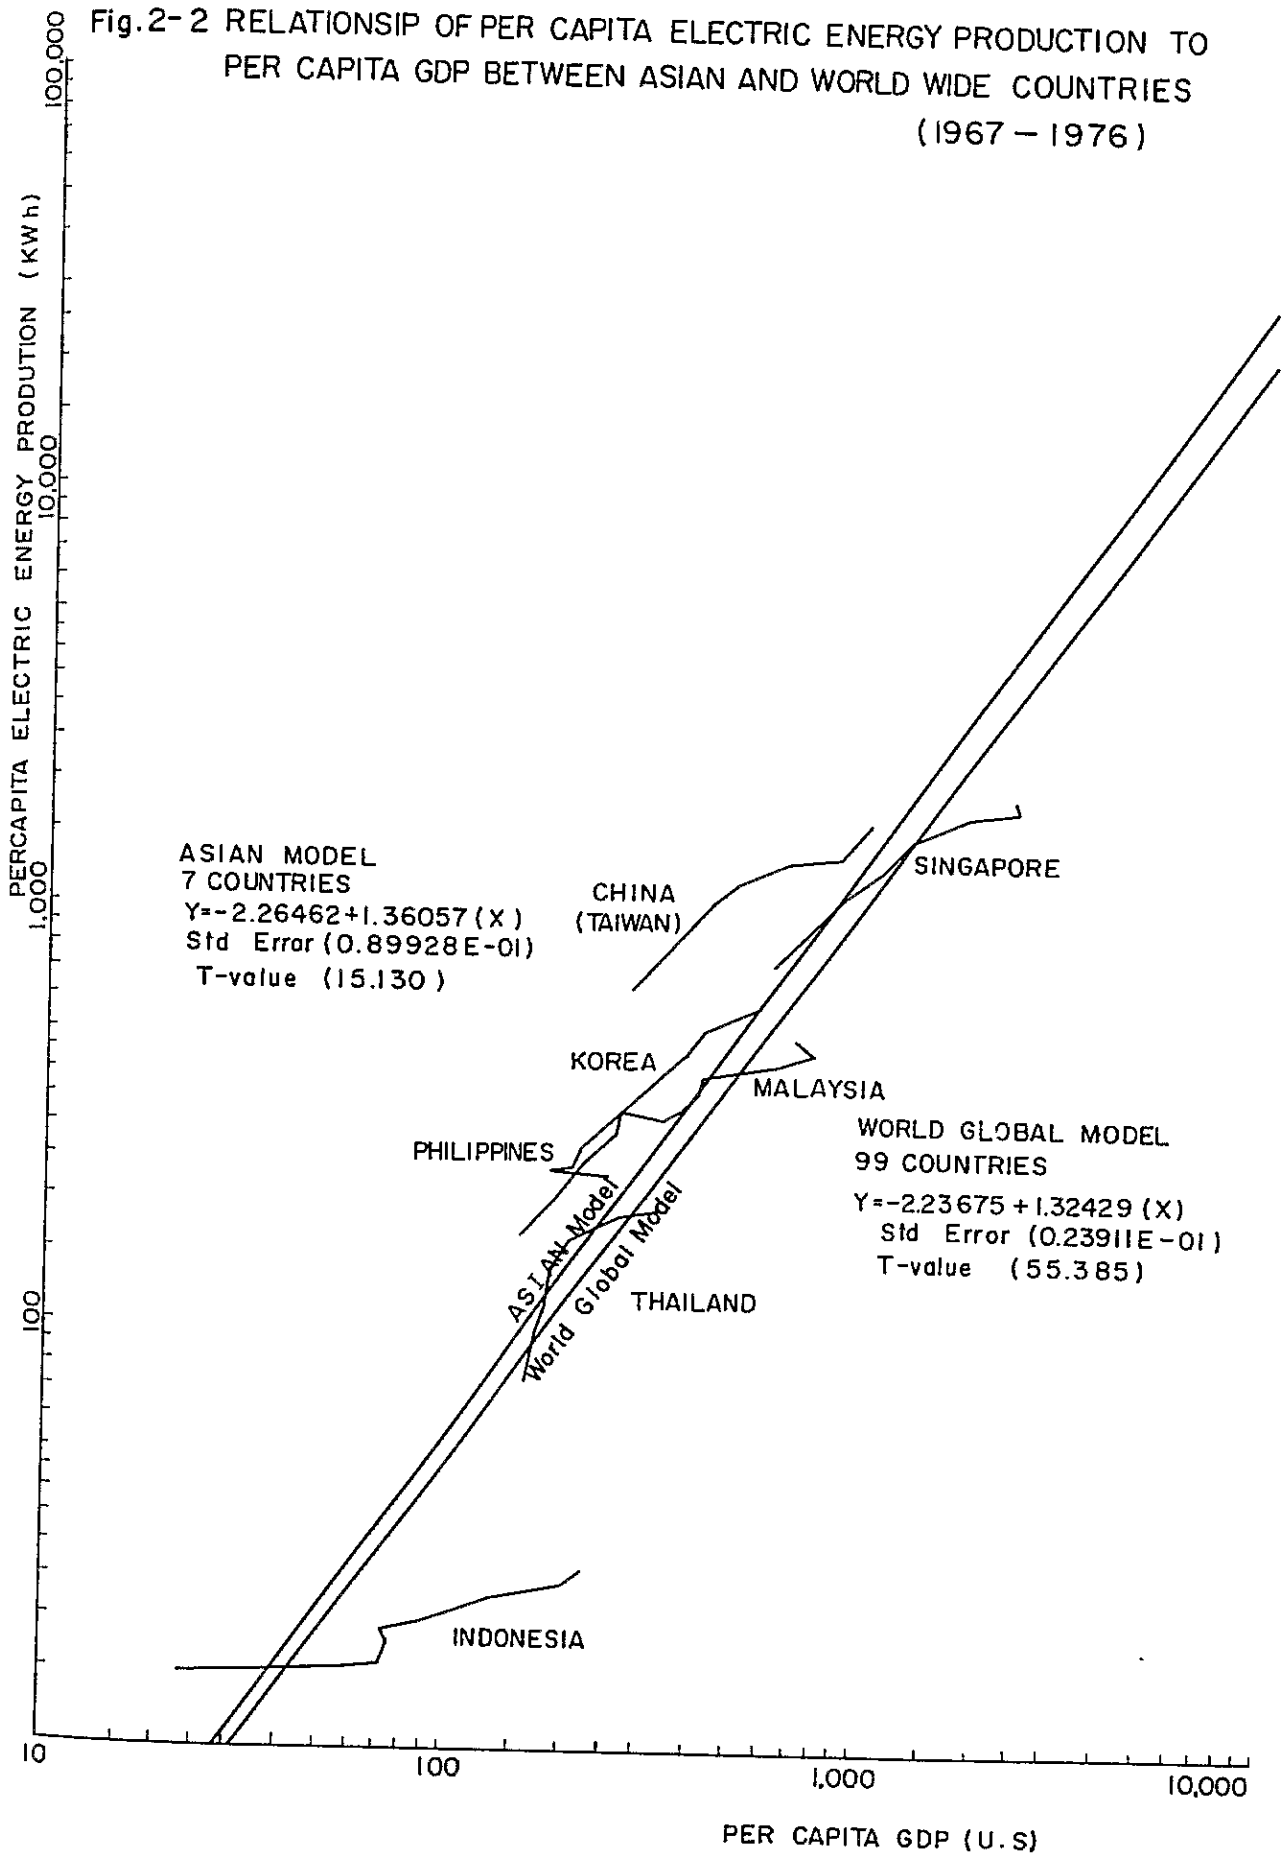 Fig.2-2 RELATIONSIP OF PER CAPITA ELECTRIC ENERGY PRODUCTION TO
PER CAPITA GDP BETWEEN ASIAN AND WORLD WIDE COUNTRIES
(1967-1976)
PERCAPITA ELECTRIC ENERGY PRODUTION (KWh)
100,000
10,000
1,000
100
10
ASIAN MODEL
7 COUNTRIES
Y=-2.26462+1.36057(X)
Std Error (0.89928E-01)
T-value (15.130)
CHINA
(TAIWAN)
SINGAPORE
KOREA
MALAYSIA
PHILIPPINES
WORLD GLOBAL MODEL
99 COUNTRIES
Y=-2.23675+1.32429(X)
Std Error (0.23911E-01)
T-value (55.385)
ASIAN Model
World Global Model
THAILAND
INDONESIA
100
1,000
10,000
PER CAPITA GDP (U.S)